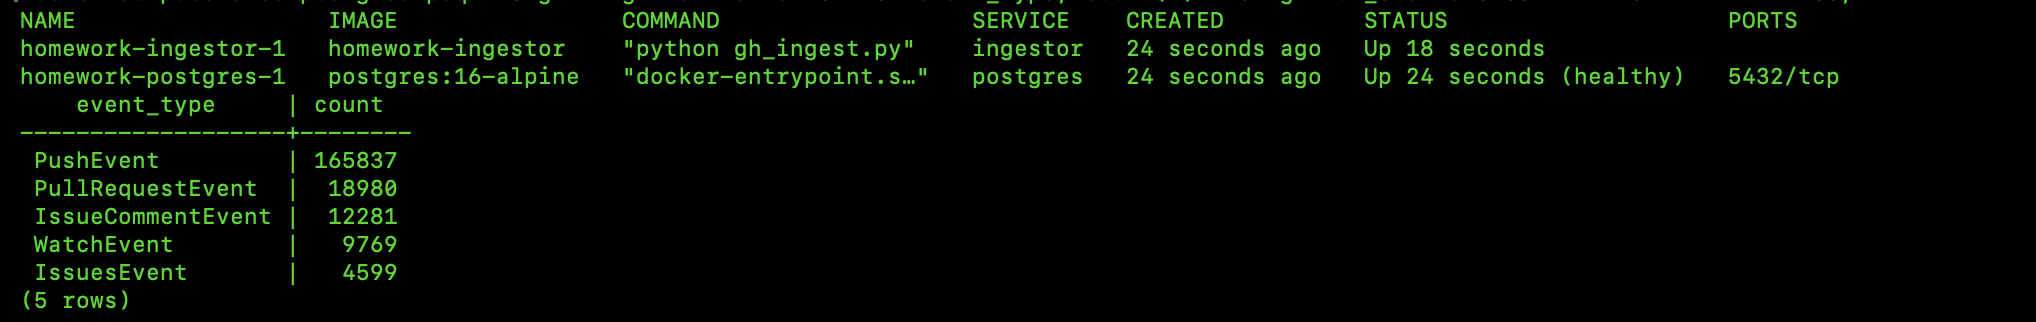 NAME                  IMAGE                COMMAND                  SERVICE    CREATED          STATUS                    PORTS
homework-ingestor-1   homework-ingestor    "python gh_ingest.py"    ingestor   24 seconds ago   Up 18 seconds
homework-postgres-1   postgres:16-alpine   "docker-entrypoint.s…"   postgres   24 seconds ago   Up 24 seconds (healthy)   5432/tcp
    event_type     | count
-------------------+--------
 PushEvent         | 165837
 PullRequestEvent  |  18980
 IssueCommentEvent |  12281
 WatchEvent        |   9769
 IssuesEvent       |   4599
(5 rows)